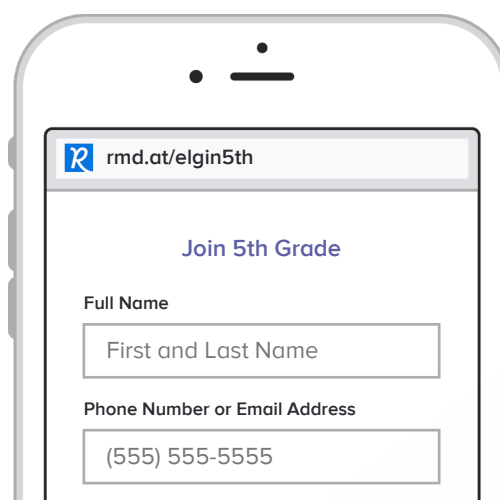 rmd.at/elgin5th
Join 5th Grade
Full Name
First and Last Name
Phone Number or Email Address
(555) 555-5555